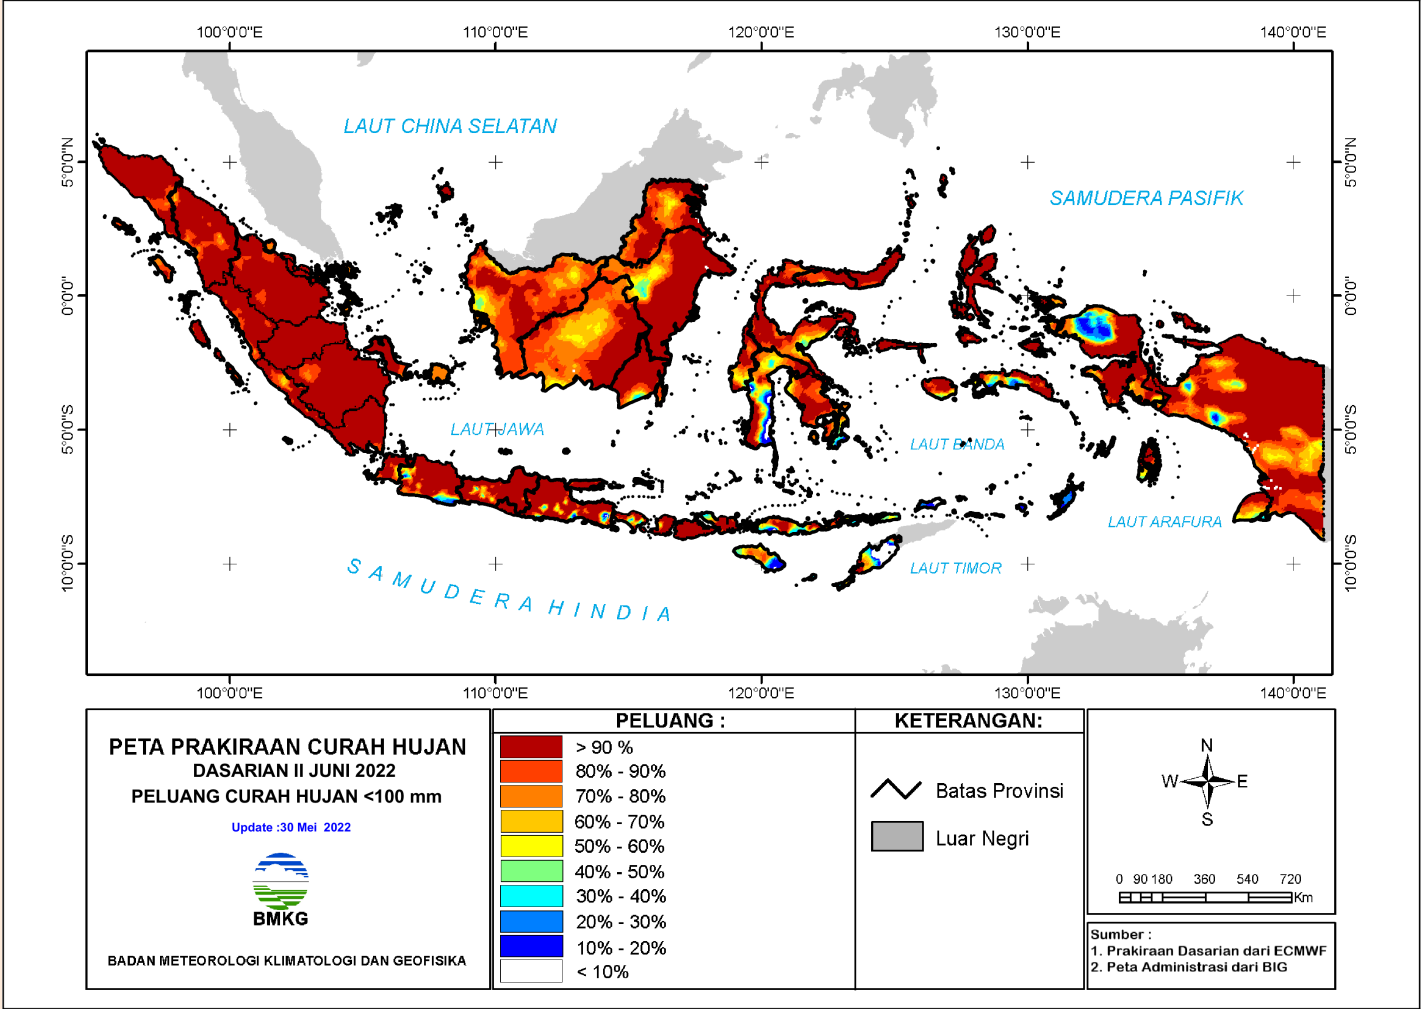 100°0'0"E
110°0'0"E
120°0'0"E
130°0'0"E
140°0'0"E
LAUT CHINA SELATAN
SAMUDERA PASIFIK
5°0'0"N
5°0'0"N
0°0'0"
0°0'0"
5°0'0"S
5°0'0"S
10°0'0"S
10°0'0"S
LAUT JAWA
LAUT BANDA
LAUT ARAFURA
LAUT TIMOR
SAMUDERA HINDIA
100°0'0"E
110°0'0"E
120°0'0"E
130°0'0"E
140°0'0"E
PETA PRAKIRAAN CURAH HUJAN
DASARIAN II JUNI 2022
PELUANG CURAH HUJAN <100 mm
Update :30 Mei 2022
BMKG
BADAN METEOROLOGI KLIMATOLOGI DAN GEOFISIKA
PELUANG :
> 90 %
80% - 90%
70% - 80%
60% - 70%
50% - 60%
40% - 50%
30% - 40%
20% - 30%
10% - 20%
< 10%
KETERANGAN:
Batas Provinsi
Luar Negri
N
W
E
S
0 90 180 360 540 720
Km
Sumber :
1. Prakiraan Dasarian dari ECMWF
2. Peta Administrasi dari BIG